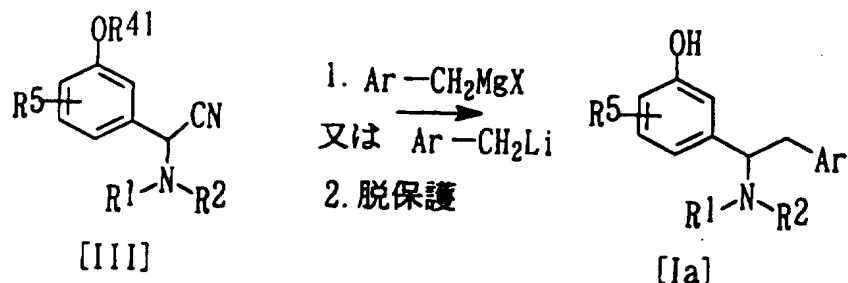 OR41
R5
CN
N
R1 R2
[III]
1. Ar—CH2MgX
又は Ar—CH2Li
2. 脱保護
OH
R5
Ar
N
R1 R2
[Ia]